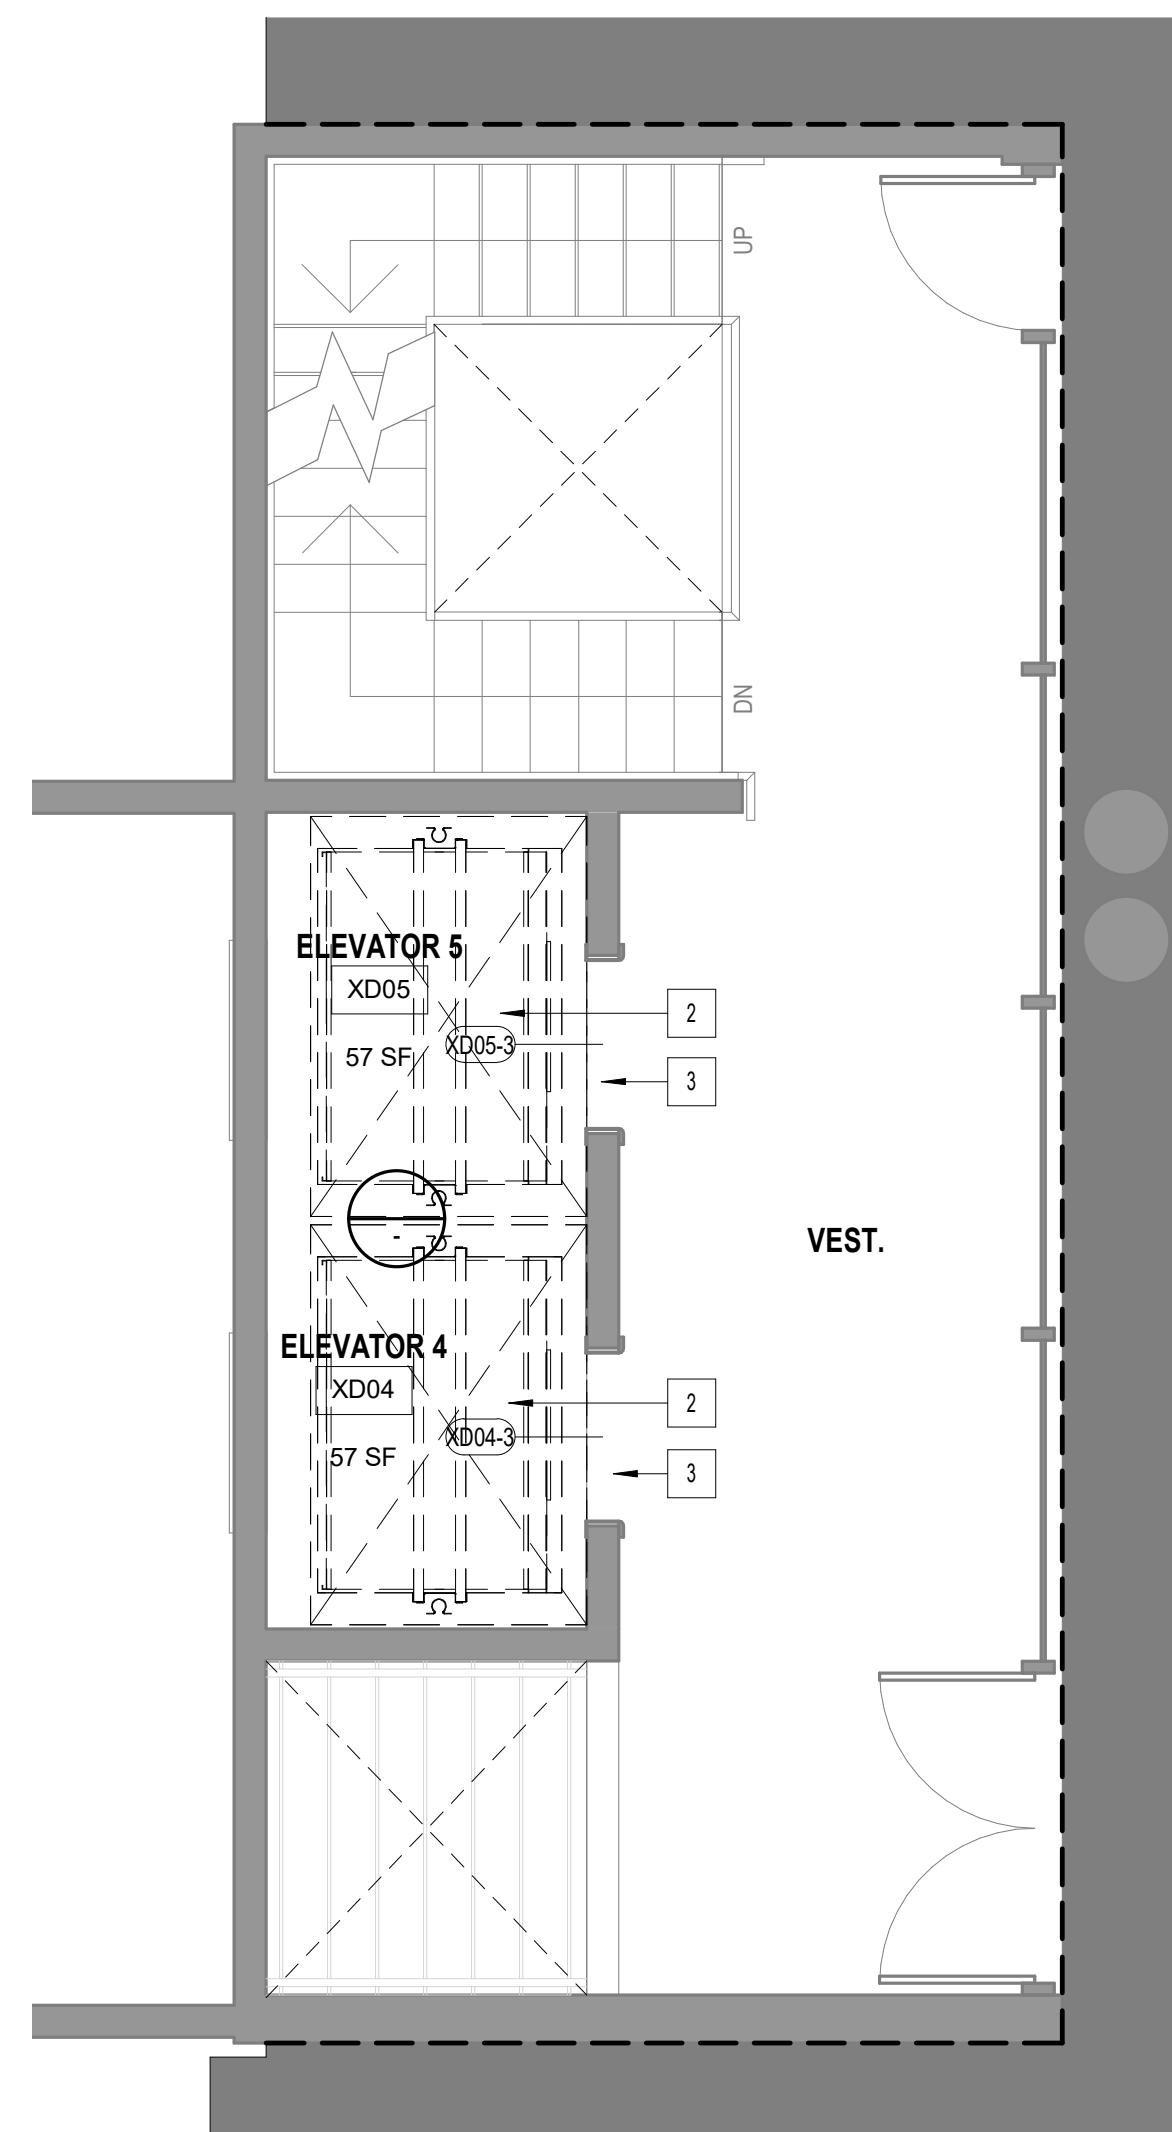 UP
DN
ELEVATOR 5
XD05
2
XD05-3
57 SF
3
-
VEST.
ELEVATOR 4
XD04
2
XD04-3
57 SF
3